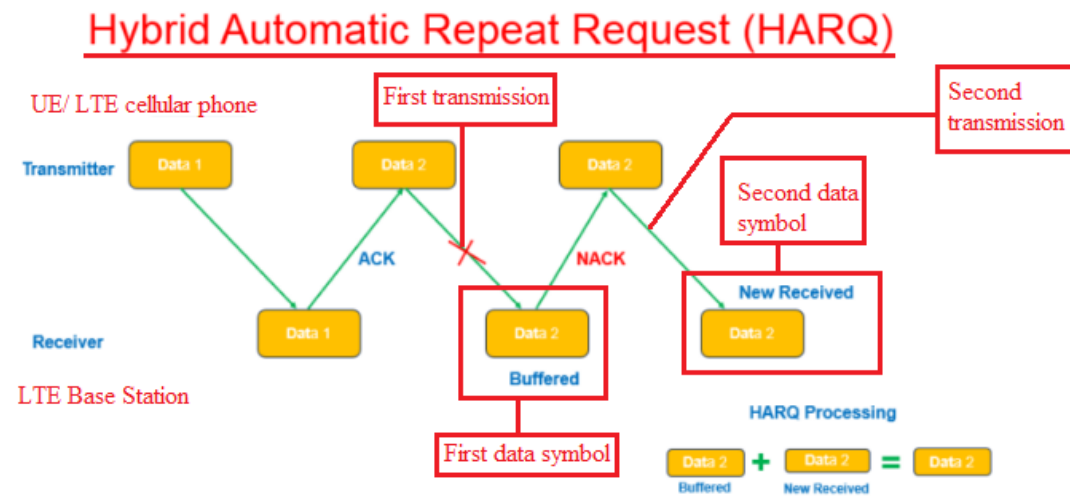 Hybrid Automatic Repeat Request (HARQ)
UE/ LTE cellular phone
First transmission
Second
transmission
Transmitter
Data 1
Data 2
Data 2
Second data
symbol
ACK
NACK
New Received
Receiver
Data 1
Data 2
Data 2
Buffered
LTE Base Station
HARQ Processing
First data symbol
Data 2 + Data 2 = Data 2
Buffered
New Received